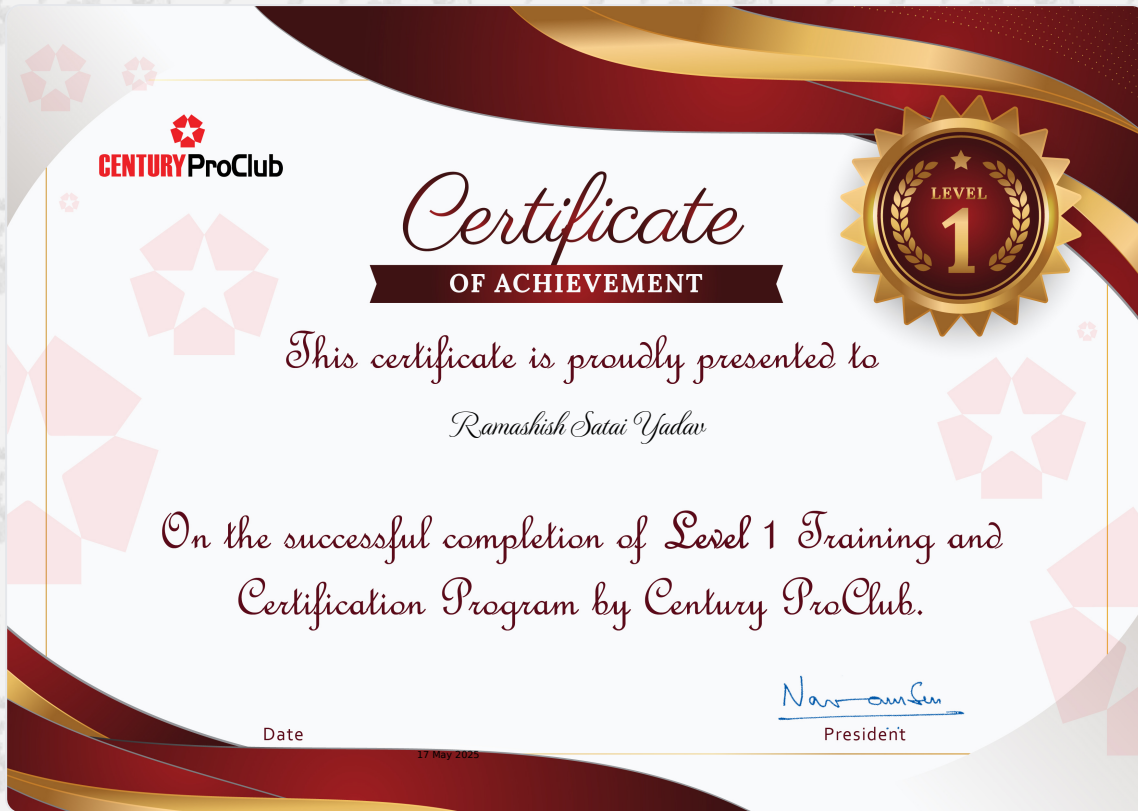 CENTURY ProClub
LEVEL
1
Certificate
OF ACHIEVEMENT
This certificate is proudly presented to
Ramashish Satai Yadav
On the successful completion of Level 1 Training and
Certification Program by Century ProClub.
Date
President
17 May 2025